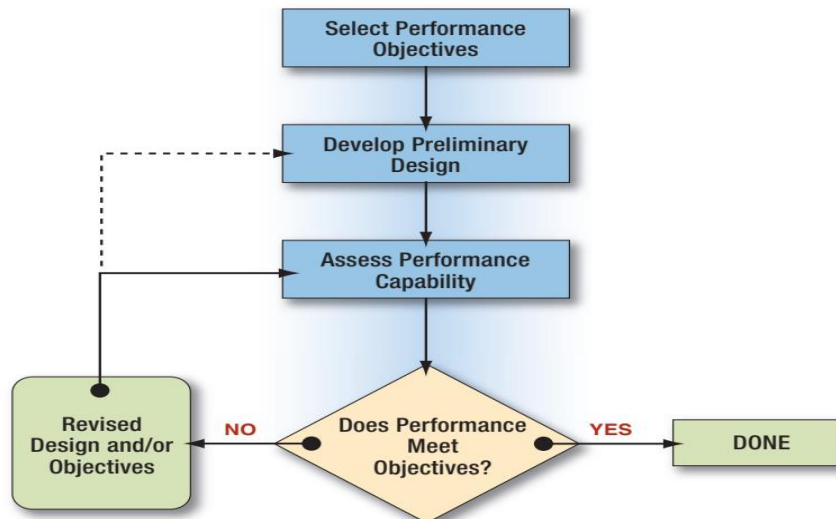 Select Performance
Objectives
Develop Preliminary
Design
Assess Performance
Capability
Does Performance
Meet
Objectives?
NO
Revised
Design and/or
Objectives
YES
DONE